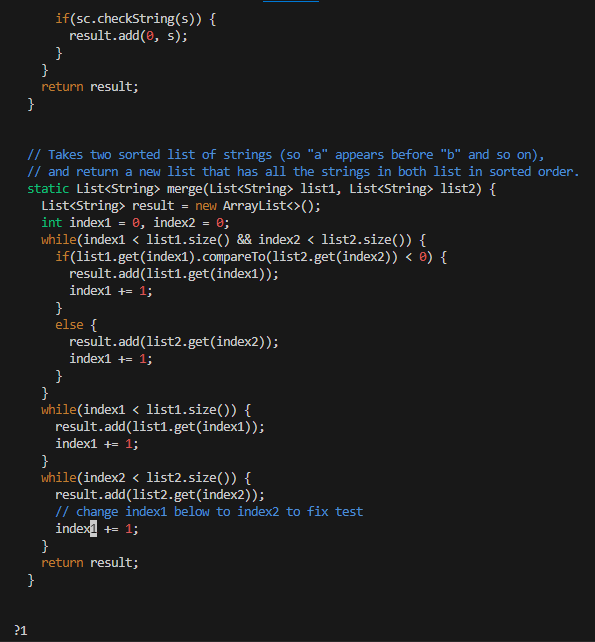 if(sc.checkString(s)) {
result.add(0, s);
}
}
return result;
}
// Takes two sorted list of strings (so "a" appears before "b" and so on),
// and return a new list that has all the strings in both list in sorted order.
static List<String> merge(List<String> list1, List<String> list2) {
List<String> result = new ArrayList<>();
int index1 = 0, index2 = 0;
while(index1 < list1.size() && index2 < list2.size()) {
if(list1.get(index1).compareTo(list2.get(index2)) < 0) {
result.add(list1.get(index1));
index1 += 1;
}
else {
result.add(list2.get(index2));
index1 += 1;
}
}
while(index1 < list1.size()) {
result.add(list1.get(index1));
index1 += 1;
}
while(index2 < list2.size()) {
result.add(list2.get(index2));
// change index1 below to index2 to fix test
index1 += 1;
}
return result;
}
?1